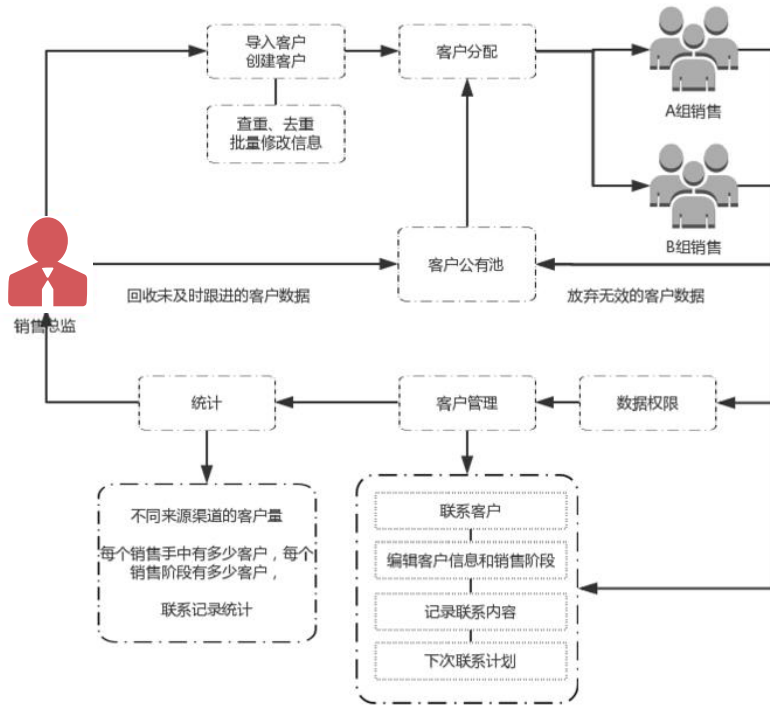 导入客户
创建客户
客户分配
A组销售
查重、去重
批量修改信息
B组销售
客户公有池
回收未及时跟进的客户数据
放弃无效的客户数据
销售总监
统计
客户管理
数据权限
不同来源渠道的客户量
每个销售手中有多少客户，每个
销售阶段有多少客户，
联系记录统计
联系客户
编辑客户信息和销售阶段
记录联系内容
下次联系计划